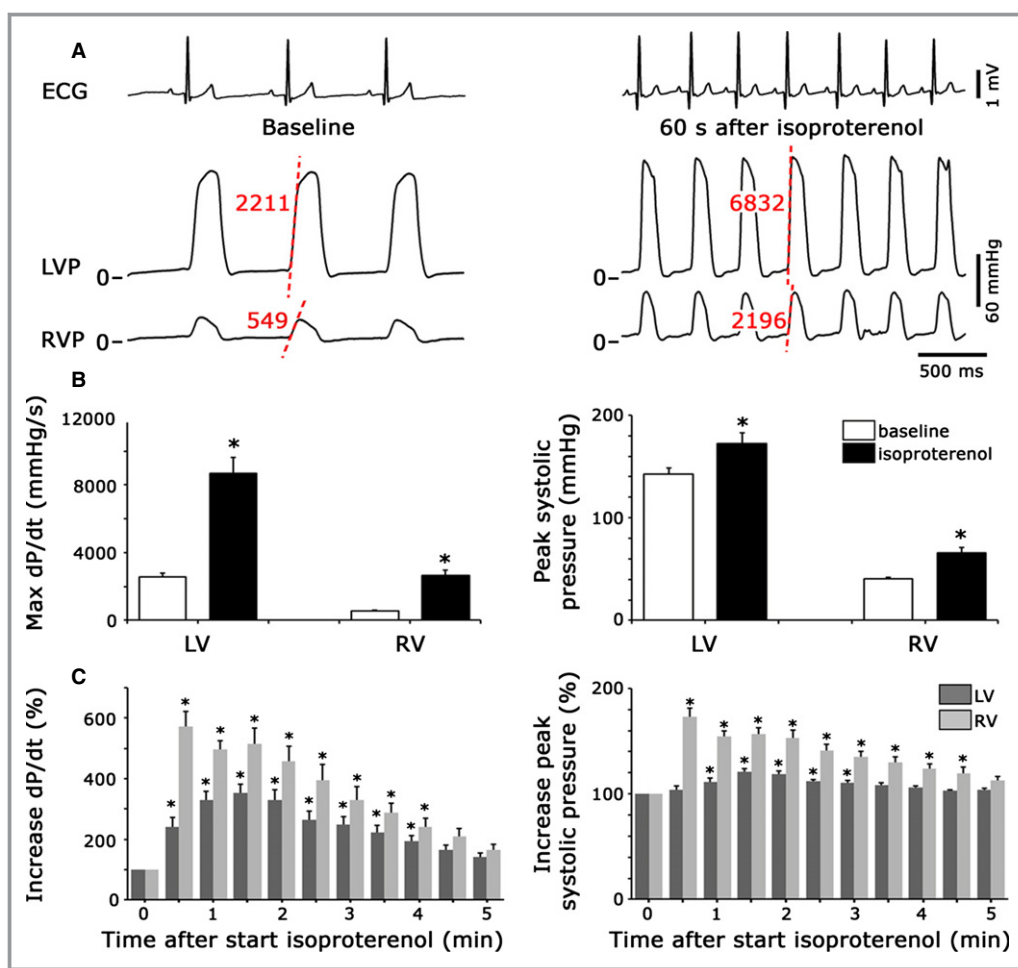 A
ECG
1 mV
Baseline
60 s after isoproterenol
2211
6832
LVP
0–
0–
60 mmHg
549
2196
RVP
0–
0–
500 ms
B
Max dP/dt (mmHg/s)
12000
8000
4000
0
*
*
LV
RV
Peak systolic
pressure (mmHg)
200
100
0
*
*
baseline
isoproterenol
LV
RV
C
Increase dP/dt (%)
600
400
200
0
* * * * * * * * * * * * * * * *
0 1 2 3 4 5
Time after start isoproterenol (min)
Increase peak
systolic pressure (%)
200
100
0
* * * * * * * * * * * * * *
LV
RV
0 1 2 3 4 5
Time after start isoproterenol (min)